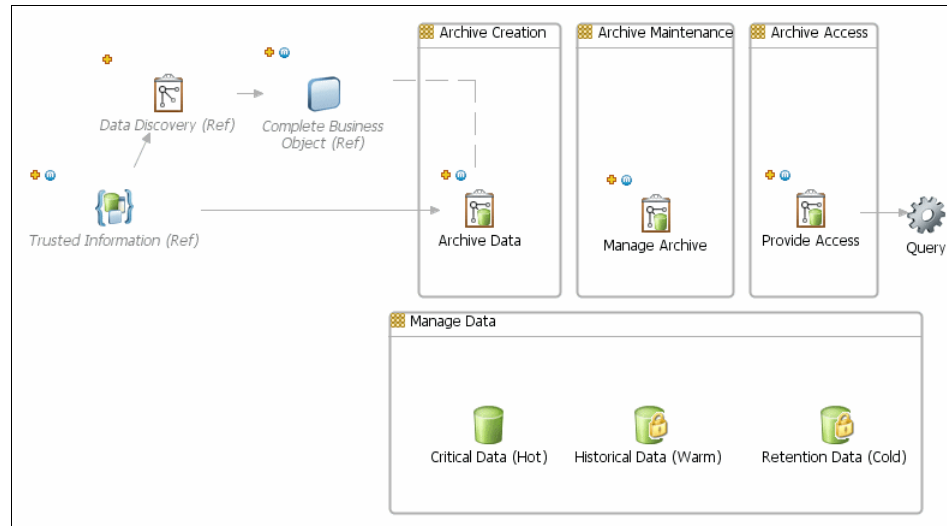 Archive Creation
Archive Maintenance
Archive Access
Data Discovery (Ref)
Complete Business
Object (Ref)
Trusted Information (Ref)
Archive Data
Manage Archive
Provide Access
Query
Manage Data
Critical Data (Hot)
Historical Data (Warm)
Retention Data (Cold)